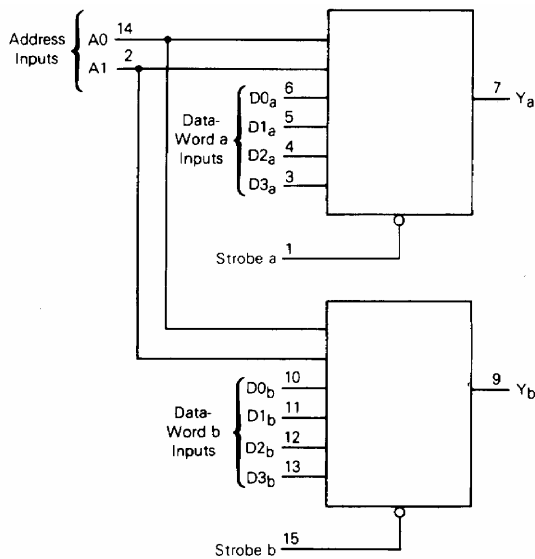 Address
Inputs
A0 14
A1 2
Data-
Word a
Inputs
D0a 6
D1a 5
D2a 4
D3a 3
7 Ya
Strobe a 1
Data-
Word b
Inputs
D0b 10
D1b 11
D2b 12
D3b 13
9 Yb
Strobe b 15